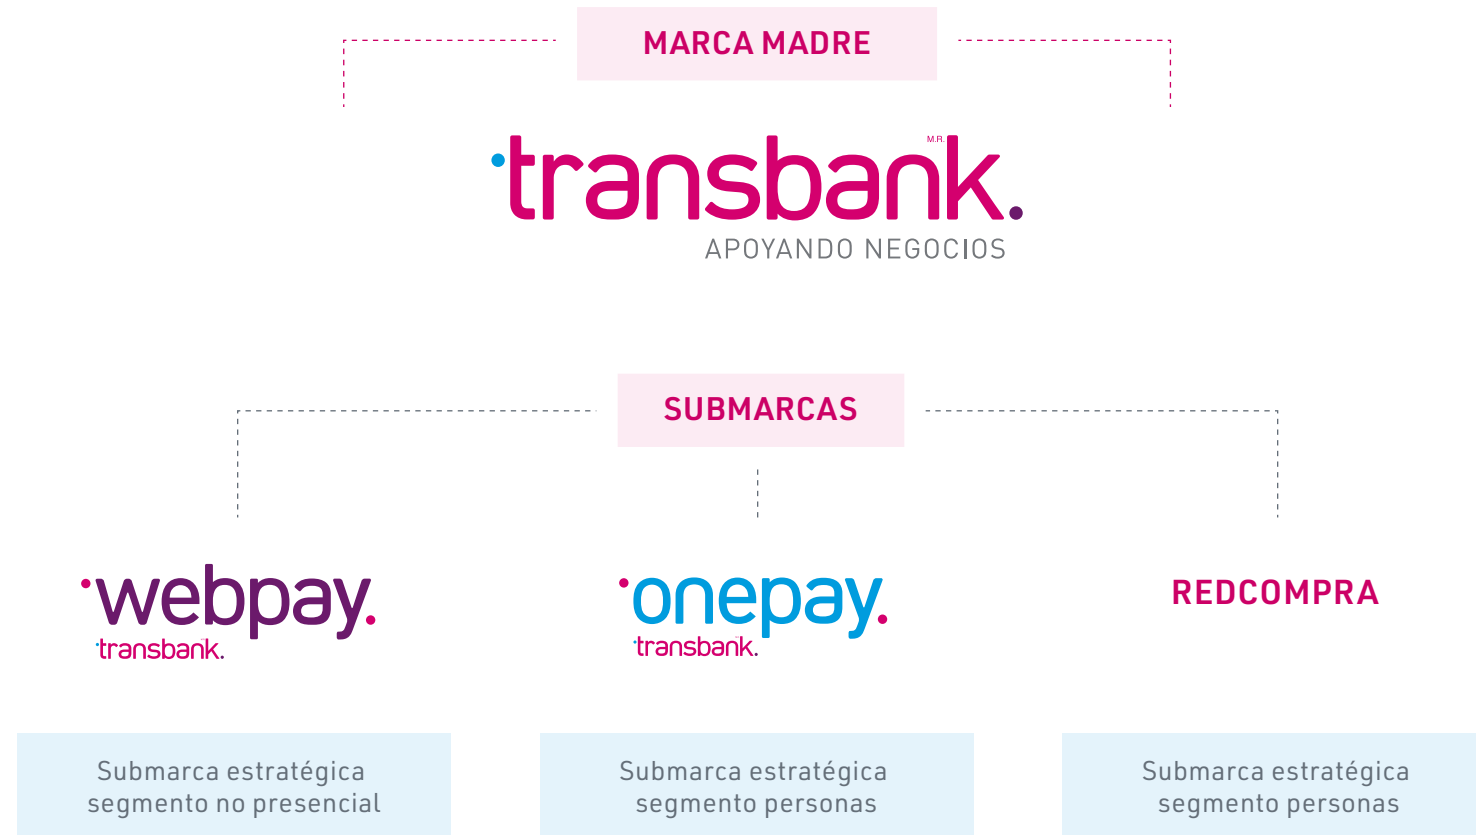 MARCA MADRE
transbank.
M.R.
APOYANDO NEGOCIOS
SUBMARCAS
webpay.
transbank.
onepay.
transbank.
REDCOMPRA
Submarca estratégica
segmento no presencial
Submarca estratégica
segmento personas
Submarca estratégica
segmento personas